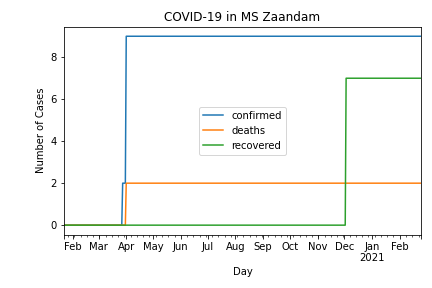 COVID-19 in MS Zaandam
Number of Cases
8
6
4
2
0
confirmed
deaths
recovered
Feb Mar Apr May Jun Jul Aug Sep Oct Nov Dec Jan Feb
2021
Day